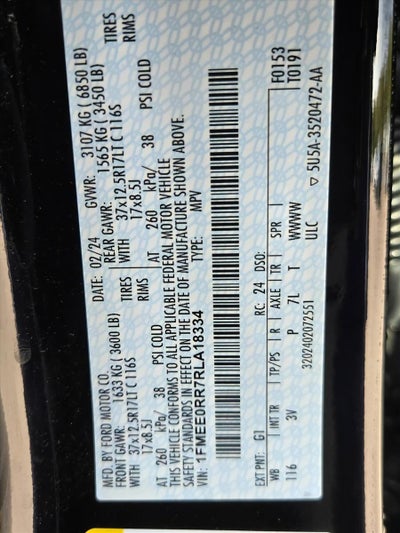 MFD. BY FORD MOTOR CO.
DATE: 02/24 GVWR: 3107 KG ( 6850 LB)
FRONT GAWR: 1633 KG ( 3600 LB) REAR GAWR: 1565 KG ( 3450 LB)
WITH 37x12.5R17LT C 116S TIRES WITH 37x12.5R17LT C 116S TIRES
17x8.5J RIMS 17x8.5J RIMS
AT 260 kPa/ 38 PSI COLD AT 260 kPa/ 38 PSI COLD
THIS VEHICLE CONFORMS TO ALL APPLICABLE FEDERAL MOTOR VEHICLE
SAFETY STANDARDS IN EFFECT ON THE DATE OF MANUFACTURE SHOWN ABOVE.
VIN: 1FMEE0RR7RLA18334
TYPE: MPV
F0153
T0191
EXT PNT: G1 RC: 24 DSO:
WB INT TR TP/PS R AXLE TR SPR
116 3V P 7L T WWWW
ULC
3202402072551
5U5A-3520472-AA